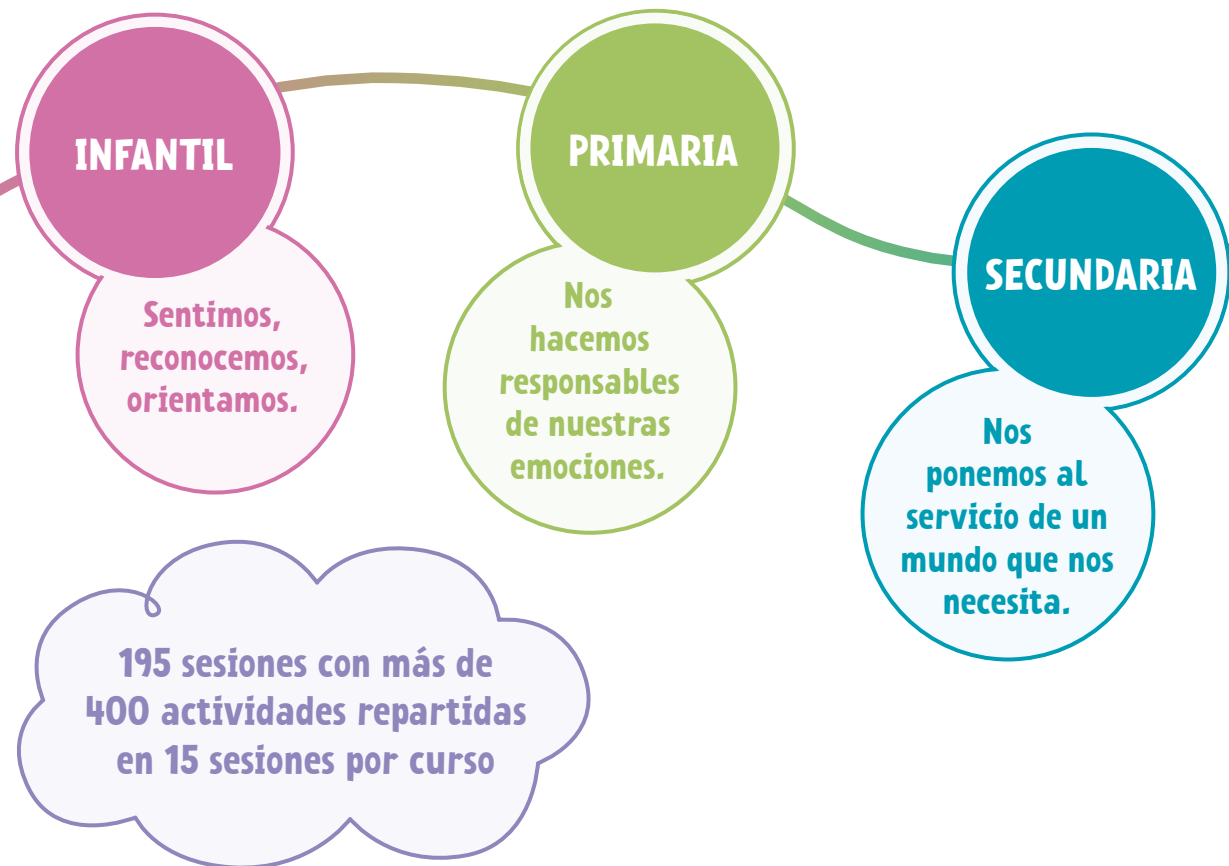 INFANTIL
Sentimos,
reconocemos,
orientamos.
PRIMARIA
Nos
hacemos
responsables
de nuestras
emociones.
SECUNDARIA
Nos
ponemos al
servicio de un
mundo que nos
necesita.
195 sesiones con más de
400 actividades repartidas
en 15 sesiones por curso